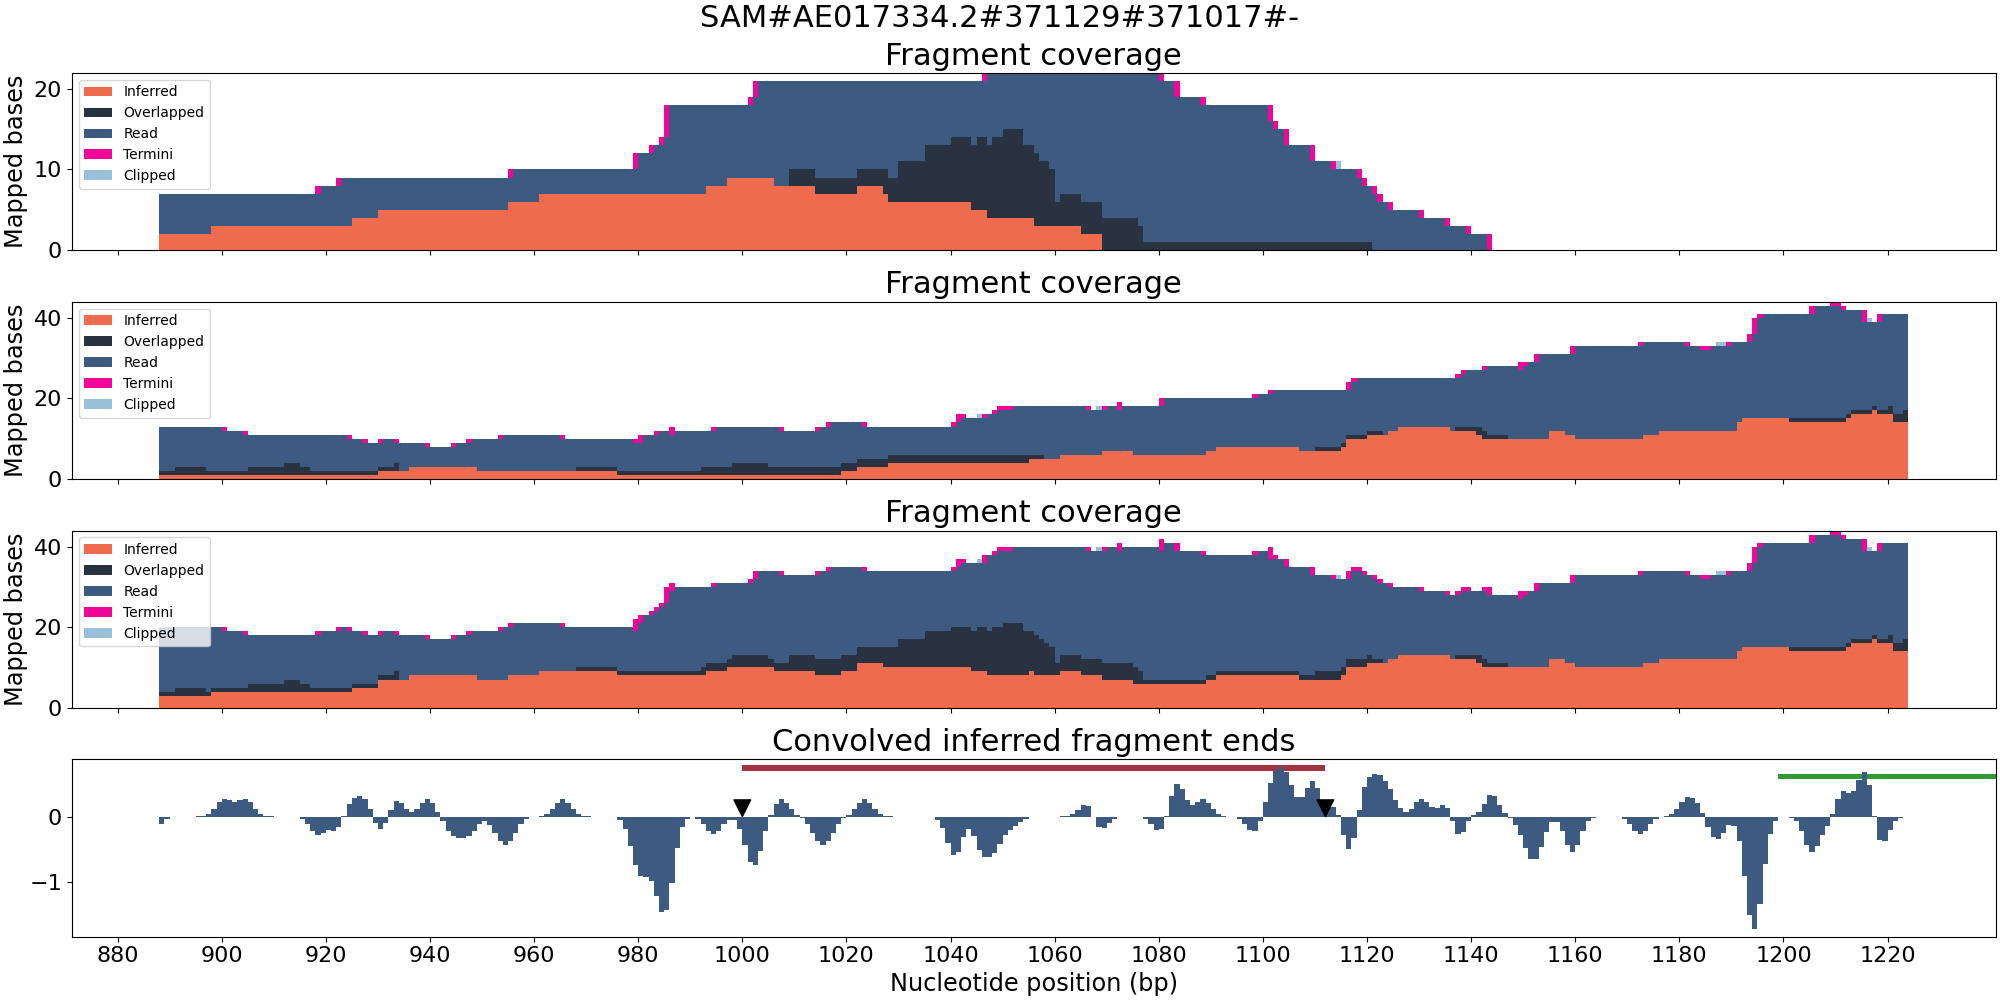 SAM#AE017334.2#371129#371017#-
Fragment coverage
Mapped bases
20
10
0
Inferred
Overlapped
Read
Termini
Clipped
Fragment coverage
Mapped bases
40
20
0
Inferred
Overlapped
Read
Termini
Clipped
Fragment coverage
Mapped bases
40
20
0
Inferred
Overlapped
Read
Termini
Clipped
Convolved inferred fragment ends
0
−1
880 900 920 940 960 980 1000 1020 1040 1060 1080 1100 1120 1140 1160 1180 1200 1220
Nucleotide position (bp)